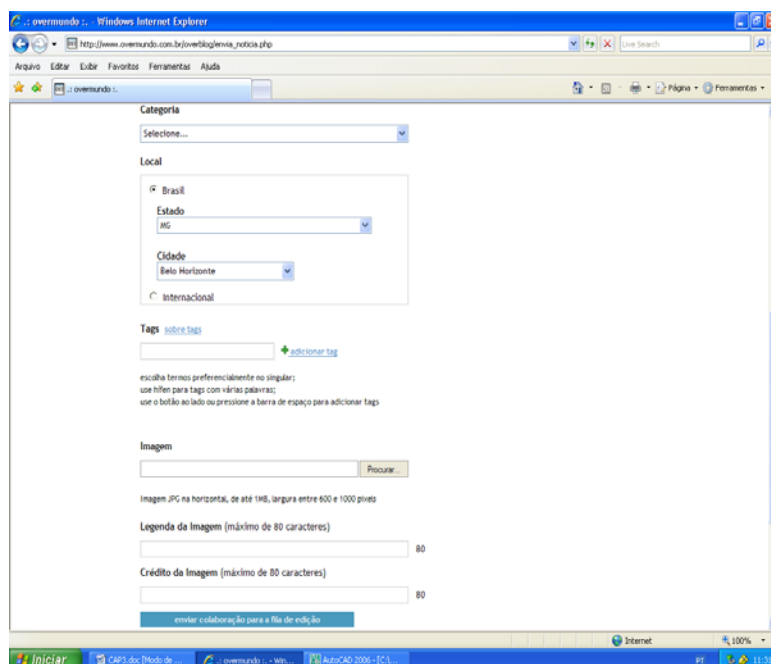 .: overmundo :. - Windows Internet Explorer
http://www.overmundo.com.br/overblog/envia_noticia.php
Live Search
Arquivo Editar Exibir Favoritos Ferramentas Ajuda
.: overmundo :.
Página Ferramentas
Categoria
Selecione...
Local
Brasil
Estado
MG
Cidade
Belo Horizonte
Internacional
Tags sobre tags
adicionar tag
escolha termos preferencialmente no singular;
use hífen para tags com várias palavras;
use o botão ao lado ou pressione a barra de espaço para adicionar tags
Imagem
Procurar...
Imagem JPG na horizontal, de até 1MB, largura entre 600 e 1000 pixels
Legenda da Imagem (máximo de 80 caracteres)
80
Crédito da Imagem (máximo de 80 caracteres)
80
enviar colaboração para a fila de edição
Internet 100%
Iniciar CAP3.doc [Modo de ... .: overmundo :. - Win... AutoCAD 2006 - [C:\... PT